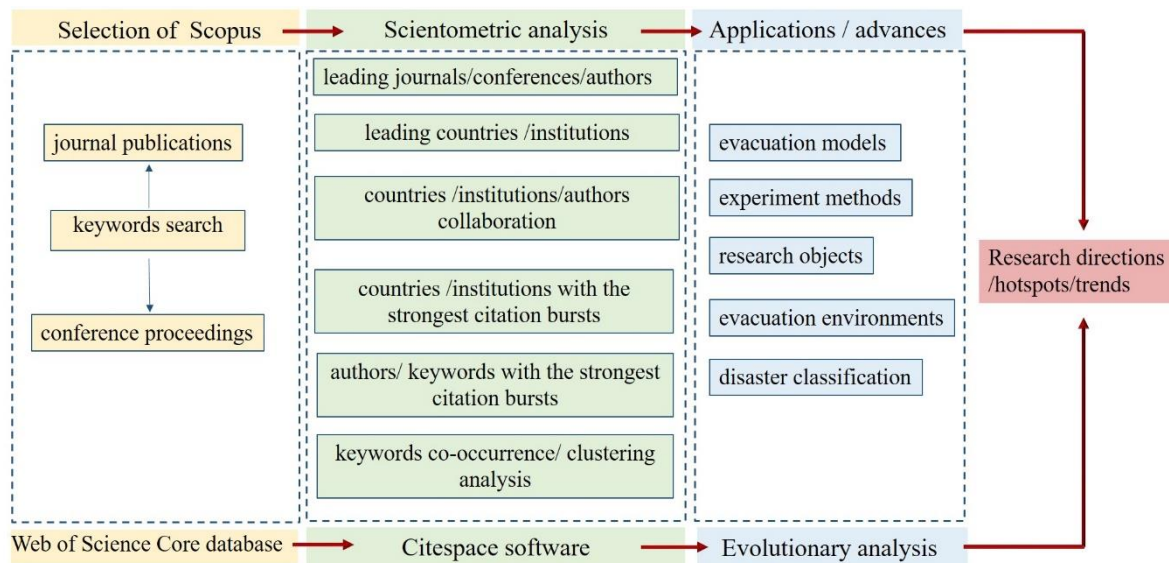 Selection of Scopus
Scientometric analysis
Applications / advances
journal publications
keywords search
conference proceedings
leading journals/conferences/authors
leading countries /institutions
countries /institutions/authors
collaboration
countries /institutions with the
strongest citation bursts
authors/ keywords with the strongest
citation bursts
keywords co-occurrence/ clustering
analysis
evacuation models
experiment methods
research objects
evacuation environments
disaster classification
Research directions
/hotspots/trends
Web of Science Core database
Citespace software
Evolutionary analysis